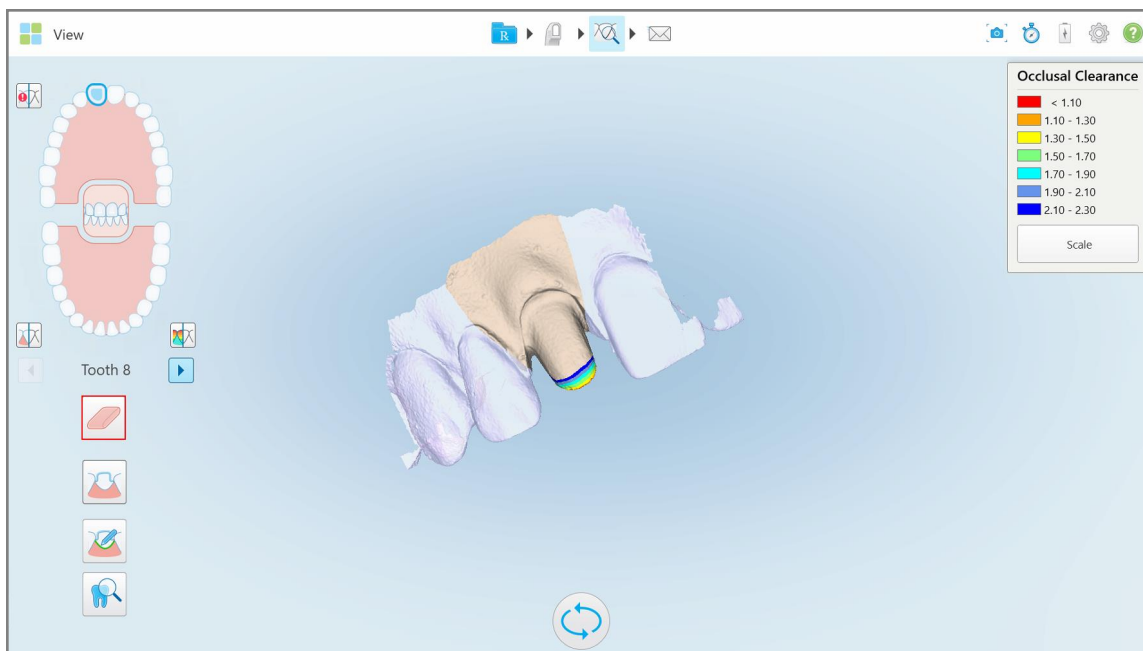 View
R
?
Occlusal Clearance
< 1.10
1.10 - 1.30
1.30 - 1.50
1.50 - 1.70
1.70 - 1.90
1.90 - 2.10
2.10 - 2.30
Scale
Tooth 8